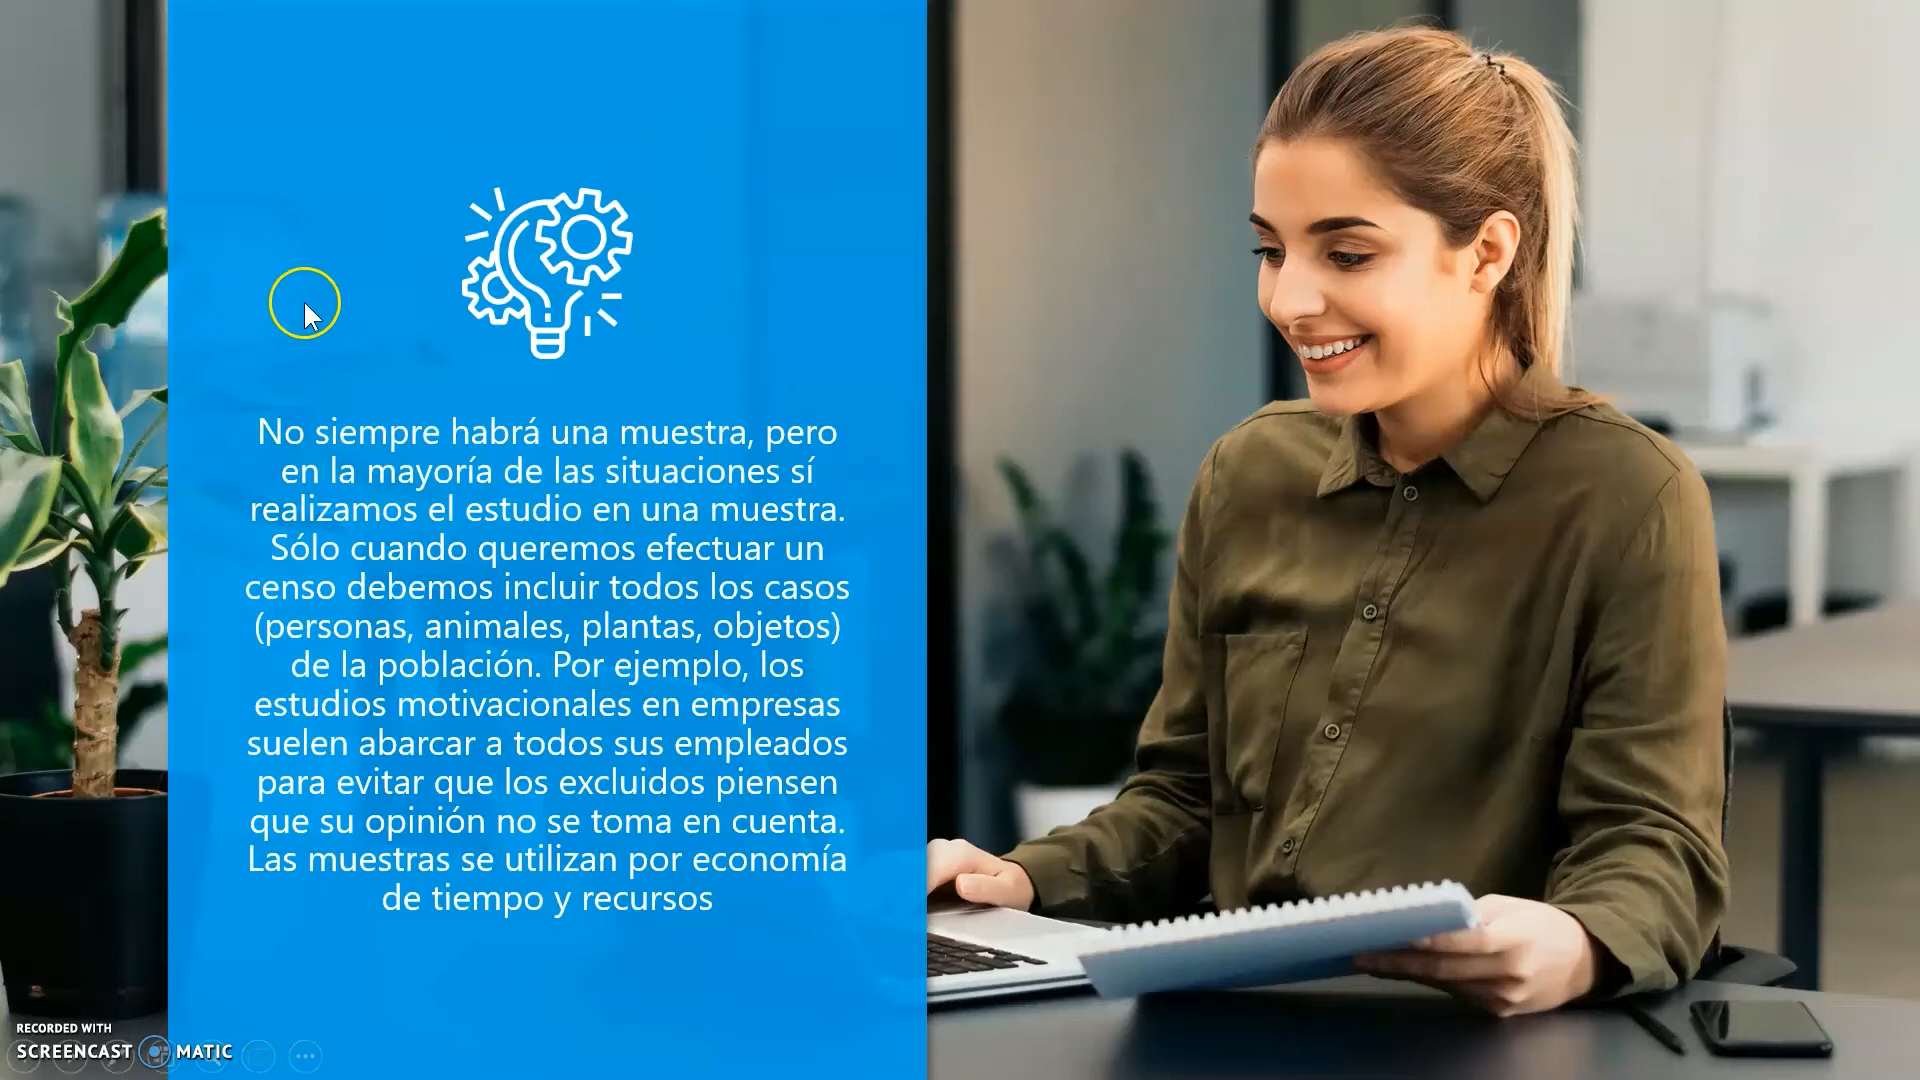 No siempre habrá una muestra, pero
en la mayoría de las situaciones sí
realizamos el estudio en una muestra.
Sólo cuando queremos efectuar un
censo debemos incluir todos los casos
(personas, animales, plantas, objetos)
de la población. Por ejemplo, los
estudios motivacionales en empresas
suelen abarcar a todos sus empleados
para evitar que los excluidos piensen
que su opinión no se toma en cuenta.
Las muestras se utilizan por economía
de tiempo y recursos
RECORDED WITH
SCREENCAST MATIC